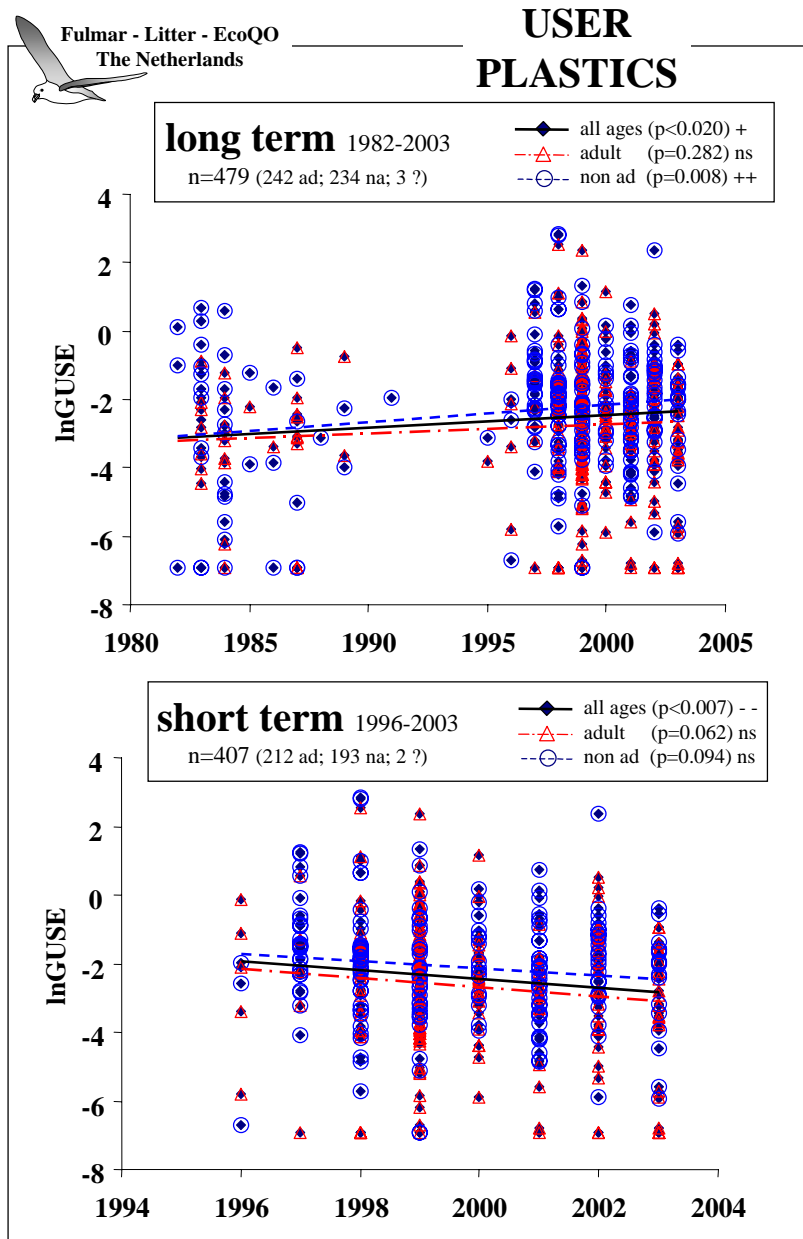 Fulmar - Litter - EcoQO
The Netherlands
USER
PLASTICS
long term 1982-2003
n=479 (242 ad; 234 na; 3 ?)
all ages (p<0.020) +
adult (p=0.282) ns
non ad (p=0.008) ++
lnGUSE
4
2
0
-2
-4
-6
-8
1980 1985 1990 1995 2000 2005
short term 1996-2003
n=407 (212 ad; 193 na; 2 ?)
all ages (p<0.007) - -
adult (p=0.062) ns
non ad (p=0.094) ns
lnGUSE
4
2
0
-2
-4
-6
-8
1994 1996 1998 2000 2002 2004